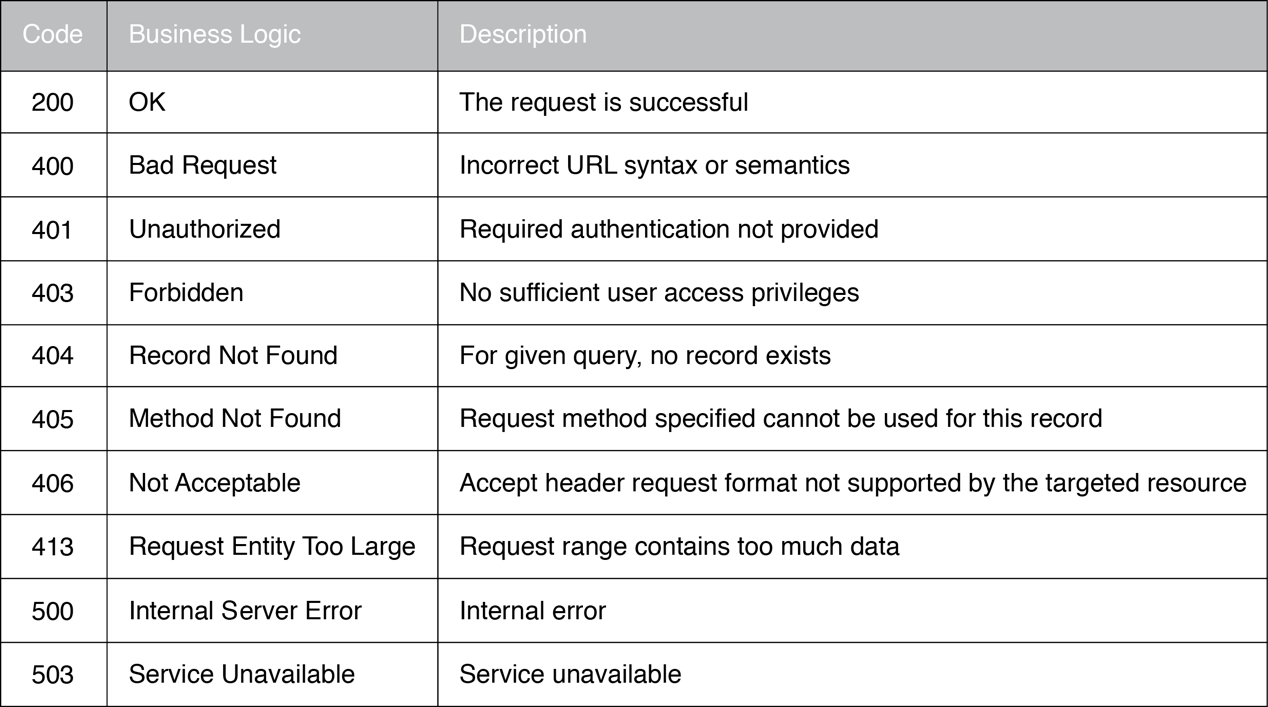 Code Business Logic Description
200 OK The request is successful
400 Bad Request Incorrect URL syntax or semantics
401 Unauthorized Required authentication not provided
403 Forbidden No sufficient user access privileges
404 Record Not Found For given query, no record exists
405 Method Not Found Request method specified cannot be used for this record
406 Not Acceptable Accept header request format not supported by the targeted resource
413 Request Entity Too Large Request range contains too much data
500 Internal Server Error Internal error
503 Service Unavailable Service unavailable